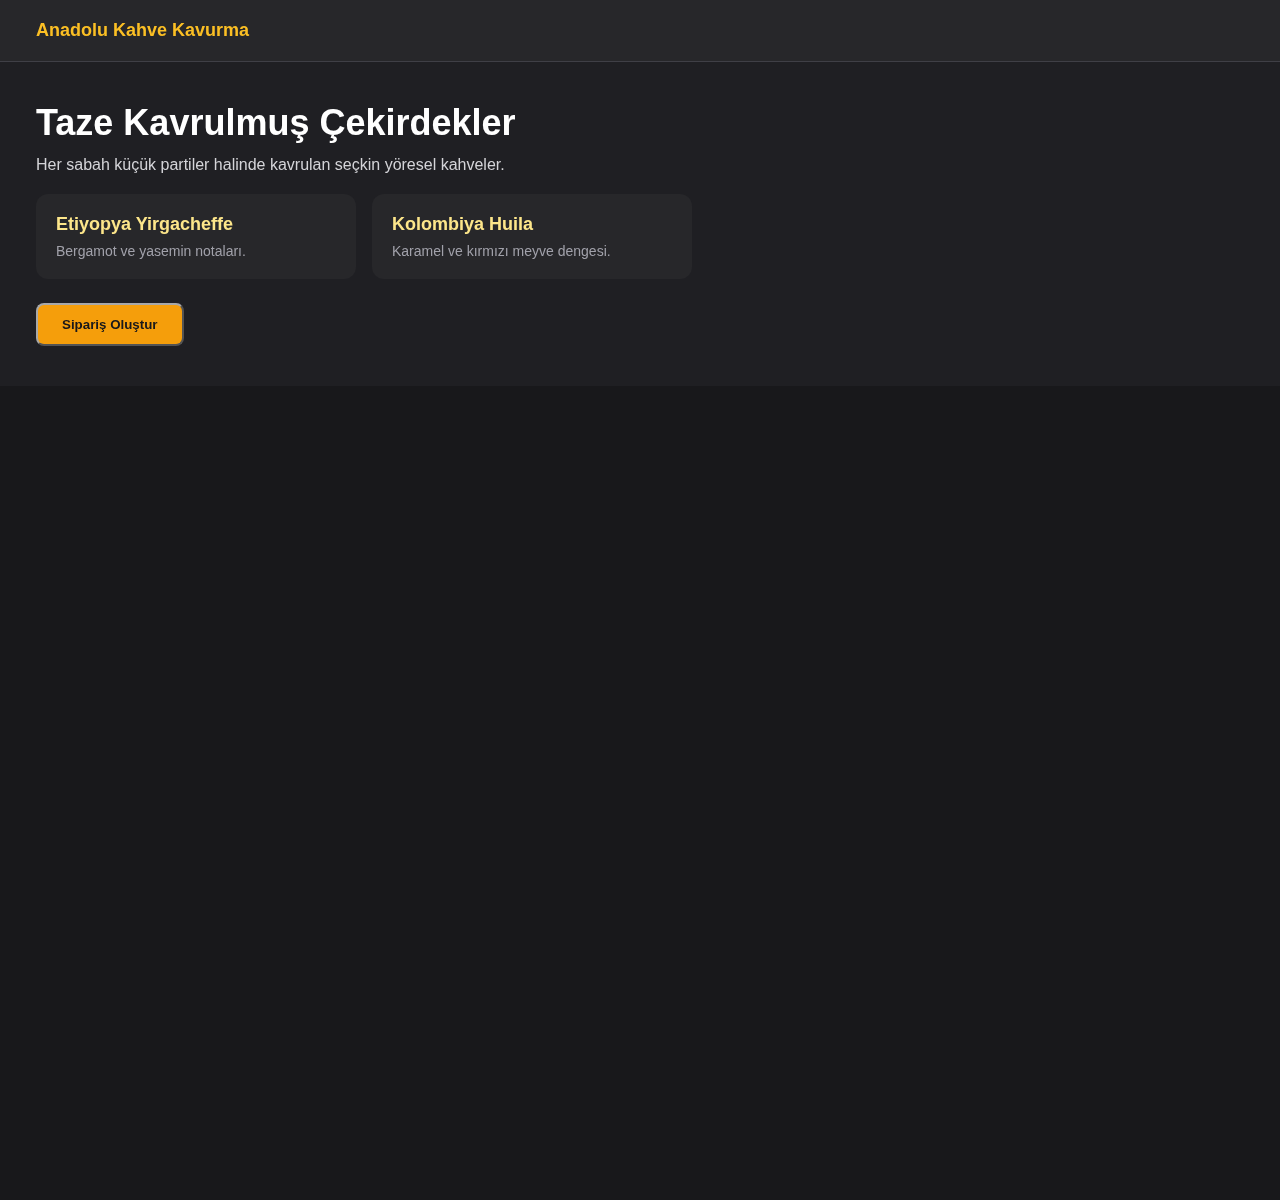 Anadolu Kahve Kavurma
Taze Kavrulmuş Çekirdekler
Her sabah küçük partiler halinde kavrulan seçkin yöresel kahveler.
Etiyopya Yirgacheffe
Bergamot ve yasemin notaları.
Kolombiya Huila
Karamel ve kırmızı meyve dengesi.
Sipariş Oluştur